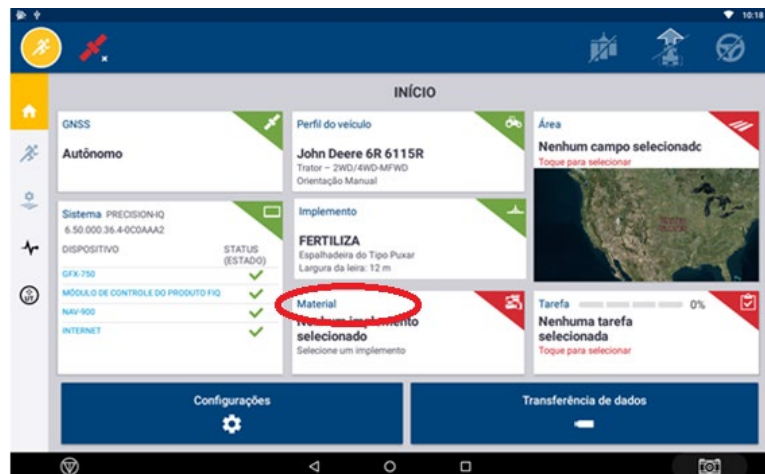 10:18
INÍCIO
GNSS
Autônomo
Perfil do veículo
John Deere 6R 6115R
Trator – 2WD/4WD-MFWD
Orientação Manual
Área
Nenhum campo selecionadc
Toque para selecionar
Sistema PRECISION-IQ
6.50.000.36.4-0C0AAA2
DISPOSITIVO
STATUS
(ESTADO)
GFX-750
MÓDULO DE CONTROLE DO PRODUTO FIQ
NAV-900
INTERNET
Implemento
FERTILIZA
Espalhadeira do Tipo Puxar
Largura da leira: 12 m
Material
Nenhum implemento
selecionado
Selecione um implemento
Tarefa
0%
Nenhuma tarefa
selecionada
Toque para selecionar
Configurações
Transferência de dados
UT